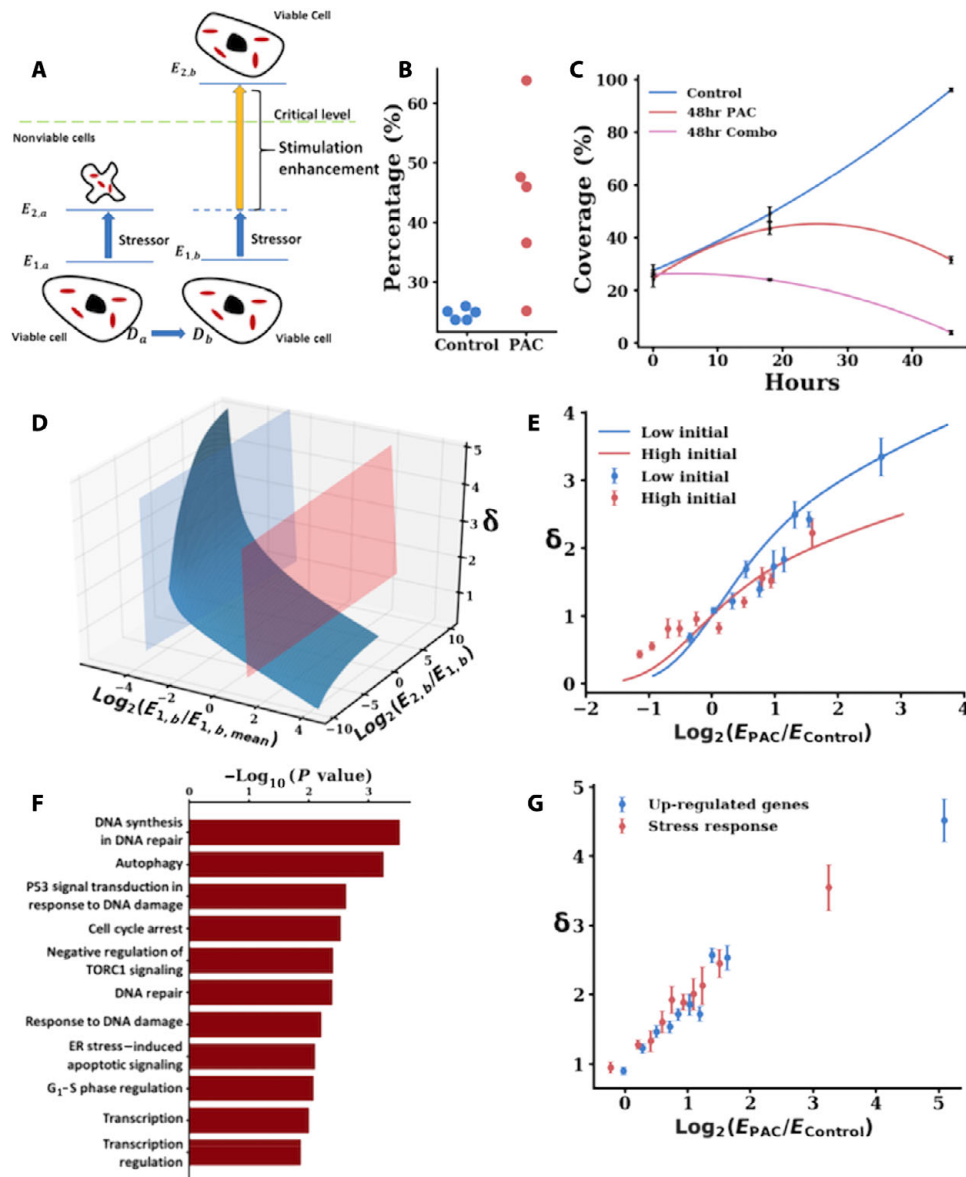 A
Viable Cell
E2,b
Critical level
Nonviable cells
Stimulation
enhancement
E2,a
Stressor
Stressor
E1,a
E1,b
Viable cell
Da
Db
Viable cell
B
Percentage (%)
60
50
40
30
Control
PAC
C
Coverage (%)
100
80
60
40
20
0
Control
48hr PAC
48hr Combo
0
10
20
30
40
Hours
D
5
4
3
2
1
δ
−4
−2
0
2
4
Log2(E1,b/E1,b,mean)
−10
−5
0
5
10
Log2(E2,b/E1,b)
E
4
3
2
1
0
δ
Low initial
High initial
Low initial
High initial
−2
−1
0
1
2
3
4
Log2(EPAC/EControl)
F
−Log10 (P value)
0
1
2
3
DNA synthesis
in DNA repair
Autophagy
P53 signal transduction in
response to DNA damage
Cell cycle arrest
Negative regulation of
TORC1 signaling
DNA repair
Response to DNA damage
ER stress−induced
apoptotic signaling
G1−S phase regulation
Transcription
Transcription
regulation
G
5
4
3
2
1
δ
Up-regulated genes
Stress response
0
1
2
3
4
5
Log2(EPAC/EControl)